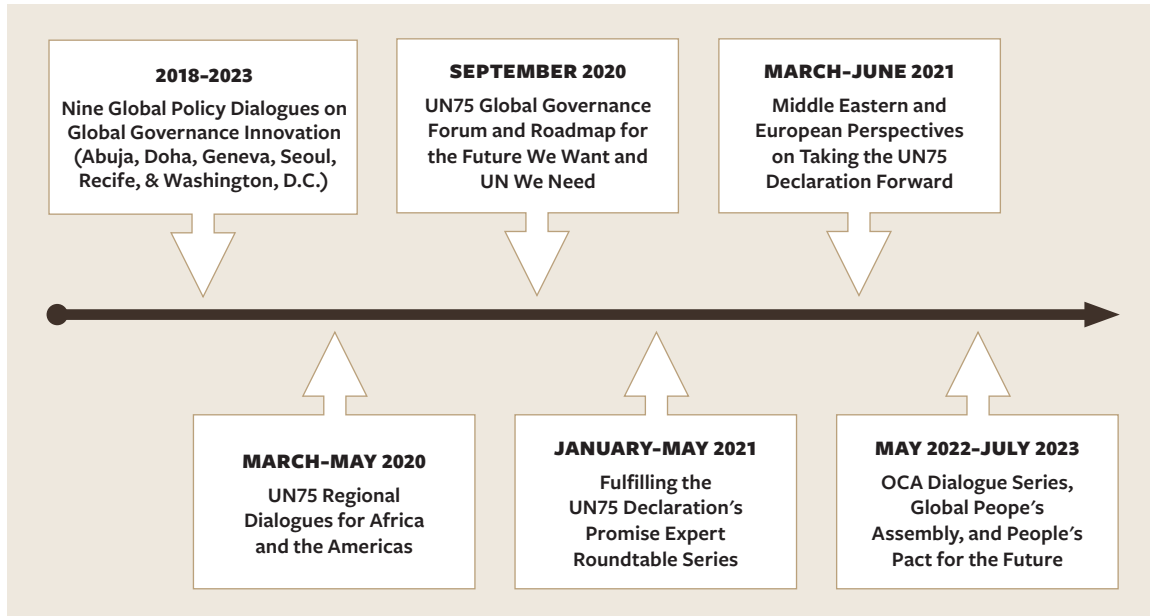 2018–2023
Nine Global Policy Dialogues on
Global Governance Innovation
(Abuja, Doha, Geneva, Seoul,
Recife, & Washington, D.C.)
SEPTEMBER 2020
UN75 Global Governance
Forum and Roadmap for
the Future We Want and
UN We Need
MARCH–JUNE 2021
Middle Eastern and
European Perspectives
on Taking the UN75
Declaration Forward
MARCH–MAY 2020
UN75 Regional
Dialogues for Africa
and the Americas
JANUARY–MAY 2021
Fulfilling the
UN75 Declaration's
Promise Expert
Roundtable Series
MAY 2022–JULY 2023
OCA Dialogue Series,
Global Peope's
Assembly, and People's
Pact for the Future